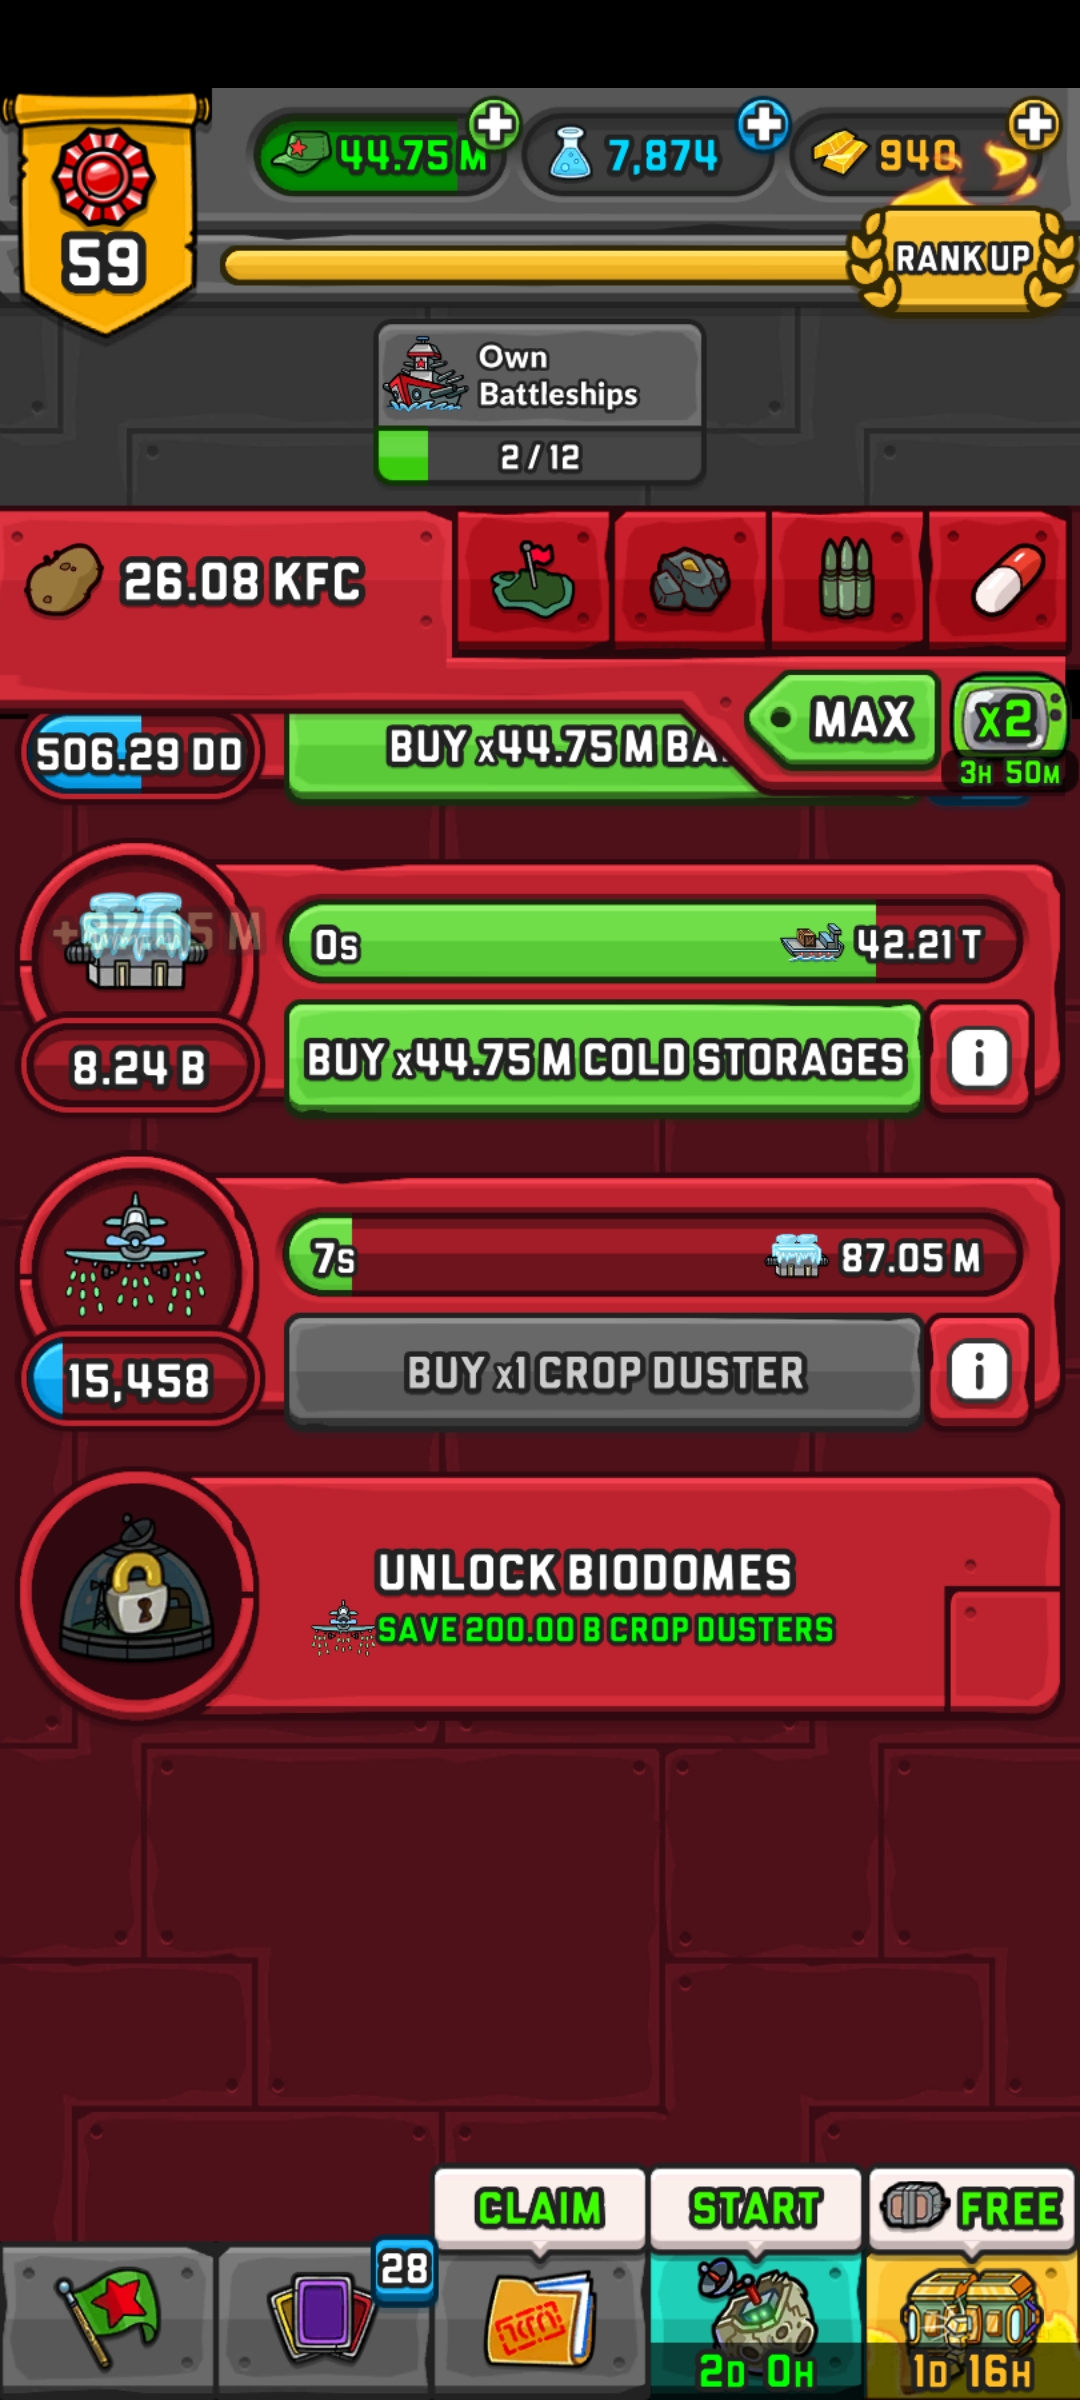 44.75 M
7,874
940
59
RANK UP
Own
Battleships
2 / 12
26.08 KFC
MAX
x2
3H 50M
506.29 DD
BUY x44.75 M BA
+87.05 M
0s
42.21 T
8.24 B
BUY x44.75 M COLD STORAGES
i
7s
87.05 M
15,458
BUY x1 CROP DUSTER
i
UNLOCK BIODOMES
SAVE 200.00 B CROP DUSTERS
CLAIM
START
FREE
28
2D 0H
1D 16H